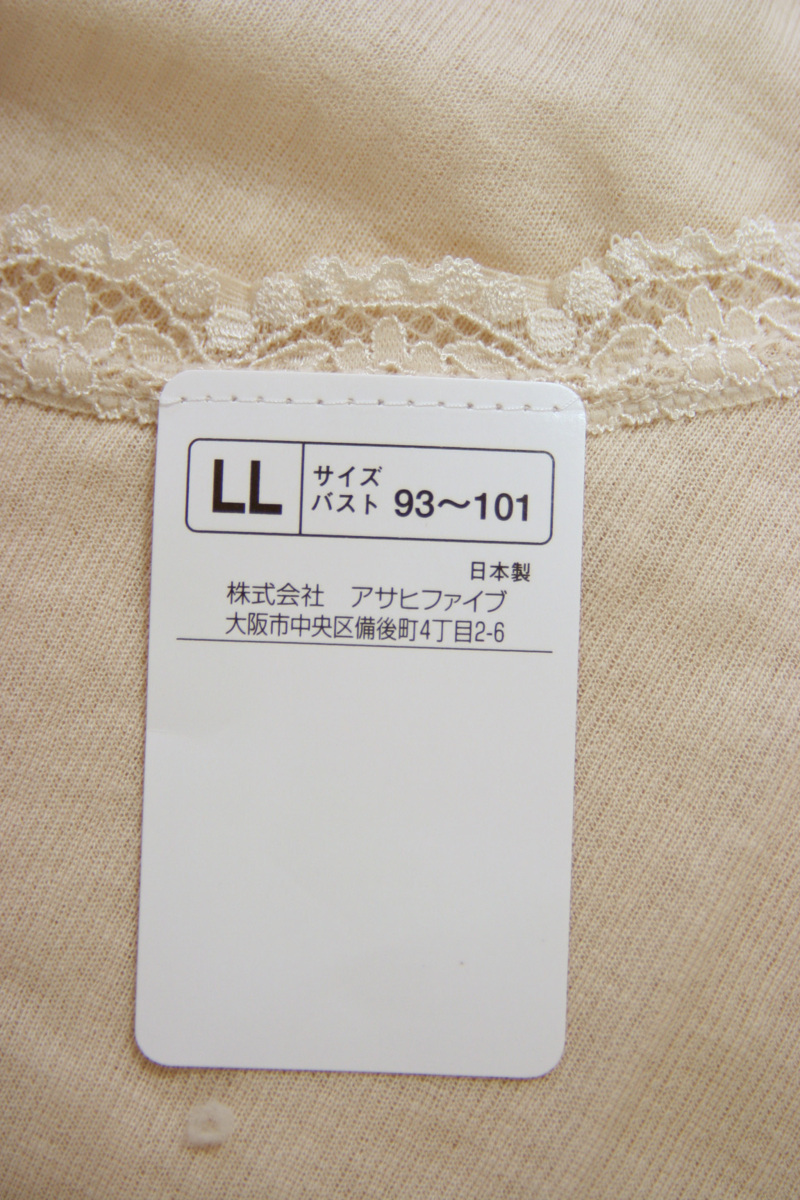 LL
サイズ
バスト 93〜101
日本製
株式会社 アサヒファイブ
大阪市中央区備後町4丁目2-6